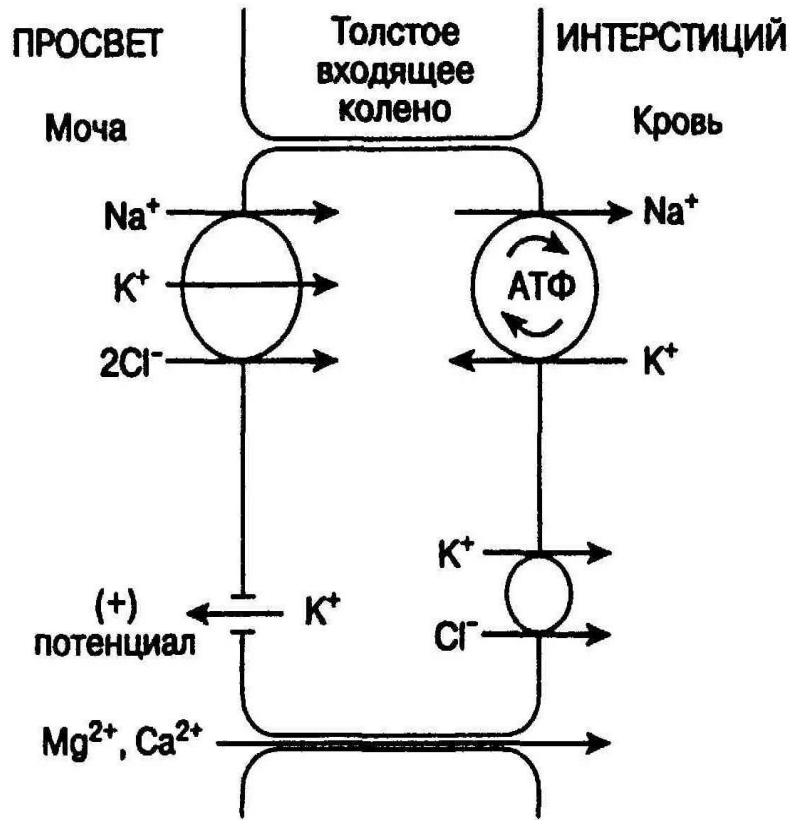 ПРОСВЕТ
Толстое
входящее
колено
ИНТЕРСТИЦИЙ
Моча
Кровь
Na⁺
Na⁺
K⁺
АТФ
2Cl⁻
K⁺
K⁺
(+)
потенциал
K⁺
Cl⁻
Mg²⁺, Ca²⁺